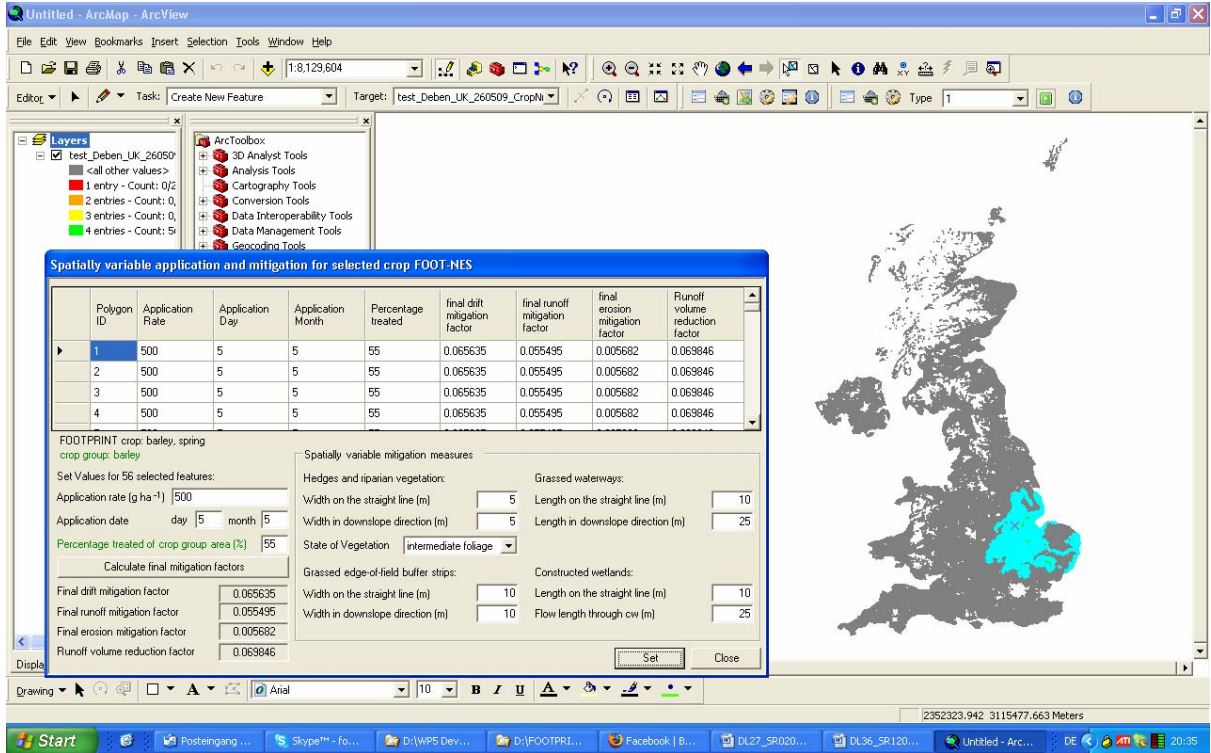 Untitled - ArcMap - ArcView
File Edit View Bookmarks Insert Selection Tools Window Help
1:8,129,604
Editor Task: Create New Feature Target: test_Deben_UK_260509_CropN Type 1
Layers
test_Deben_UK_26050
<all other values>
1 entry - Count: 0/2
2 entries - Count: 0,
3 entries - Count: 0,
4 entries - Count: 5
ArcToolbox
3D Analyst Tools
Analysis Tools
Cartography Tools
Conversion Tools
Data Interoperability Tools
Data Management Tools
Geocoding Tools
Spatially variable application and mitigation for selected crop FOOT-NES
Polygon ID Application Rate Application Day Application Month Percentage treated final drift mitigation factor final runoff mitigation factor final erosion mitigation factor Runoff volume reduction factor
1 500 5 5 55 0.065635 0.055495 0.005682 0.069846
2 500 5 5 55 0.065635 0.055495 0.005682 0.069846
3 500 5 5 55 0.065635 0.055495 0.005682 0.069846
4 500 5 5 55 0.065635 0.055495 0.005682 0.069846
FOOTPRINT crop: barley, spring
crop group: barley
Set Values for 56 selected features:
Application rate (g ha-1) 500
Application date day 5 month 5
Percentage treated of crop group area (%) 55
Calculate final mitigation factors
Final drift mitigation factor 0.065635
Final runoff mitigation factor 0.055495
Final erosion mitigation factor 0.005682
Runoff volume reduction factor 0.069846
Spatially variable mitigation measures
Hedges and riparian vegetation:
Width on the straight line (m) 5
Width in downslope direction (m) 5
State of Vegetation intermediate foliage
Grassed edge-of-field buffer strips:
Width on the straight line (m) 10
Width in downslope direction (m) 10
Grassed waterways:
Length on the straight line (m) 10
Length in downslope direction (m) 25
Constructed wetlands:
Length on the straight line (m) 10
Flow length through cw (m) 25
Set Close
Displa
Drawing A Arial 10 B I U A
2352323.942 3115477.663 Meters
Start Posteingang ... Skype™ - fo... D:\WP5 Dev... D:\FOOTPRI... Facebook | B... DL27_SR020... DL36_SR120... Untitled - Arc... DE 20:35